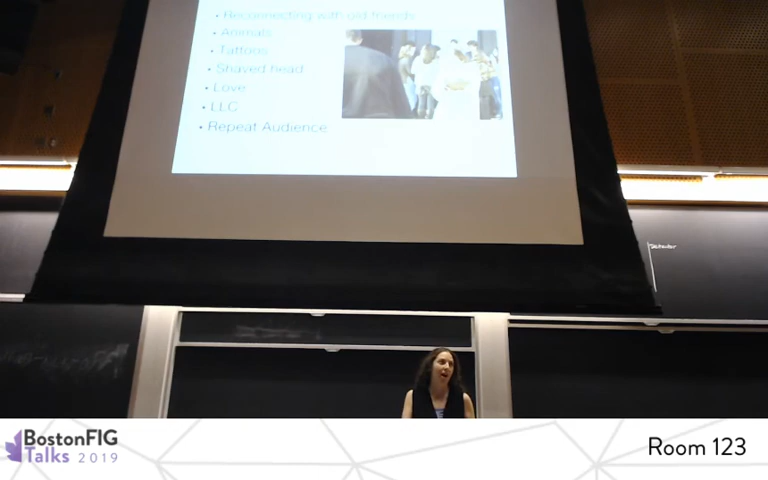 • Reconnecting with old friends
• Animals
• Tattoos
• Shaved head
• Love
• LLC
• Repeat Audience
BostonFIG
Talks 2019
Room 123